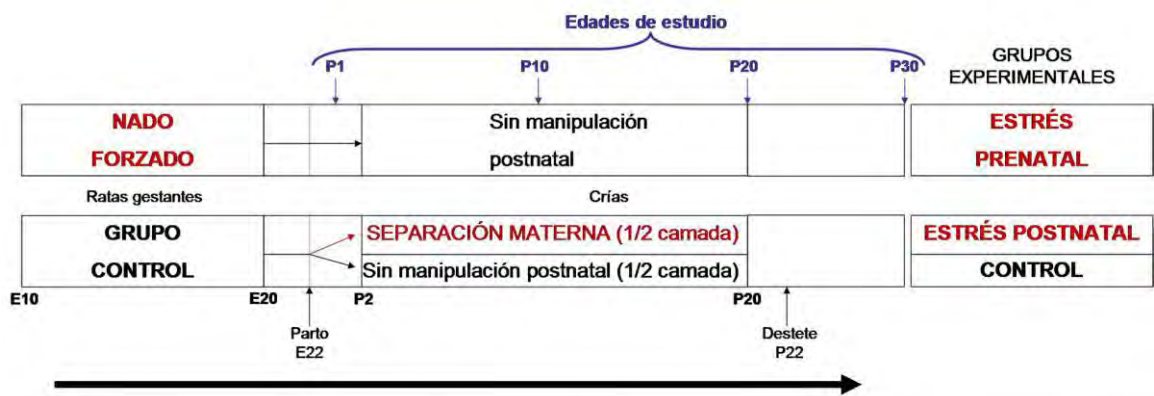 Edades de estudio
P1
P10
P20
P30
GRUPOS
EXPERIMENTALES
NADO
FORZADO
Sin manipulación
postnatal
ESTRÉS
PRENATAL
Ratas gestantes
Crías
GRUPO
CONTROL
SEPARACIÓN MATERNA (1/2 camada)
Sin manipulación postnatal (1/2 camada)
ESTRÉS POSTNATAL
CONTROL
E10
E20
P2
P20
Parto
E22
Destete
P22